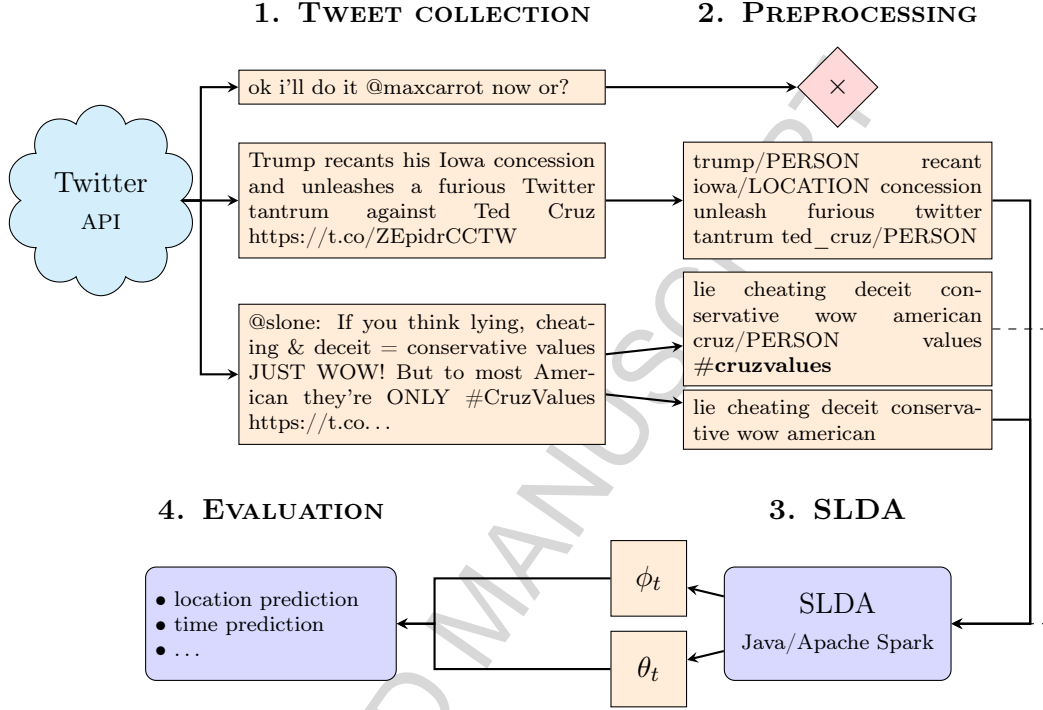 1. TWEET COLLECTION
2. PREPROCESSING
Twitter
API
ok i'll do it @maxcarrot now or?
×
Trump recants his Iowa concession
and unleashes a furious Twitter
tantrum against Ted Cruz
https://t.co/ZEpidrCCTW
trump/PERSON recant
iowa/LOCATION concession
unleash furious twitter
tantrum ted_cruz/PERSON
@slone: If you think lying, cheat-
ing & deceit = conservative values
JUST WOW! But to most Amer-
ican they're ONLY #CruzValues
https://t.co...
lie cheating deceit con-
servative wow american
cruz/PERSON values
#cruzvalues
lie cheating deceit conserva-
tive wow american
4. EVALUATION
3. SLDA
• location prediction
• time prediction
• ...
ϕt
θt
SLDA
Java/Apache Spark
D MANUSCRIPT